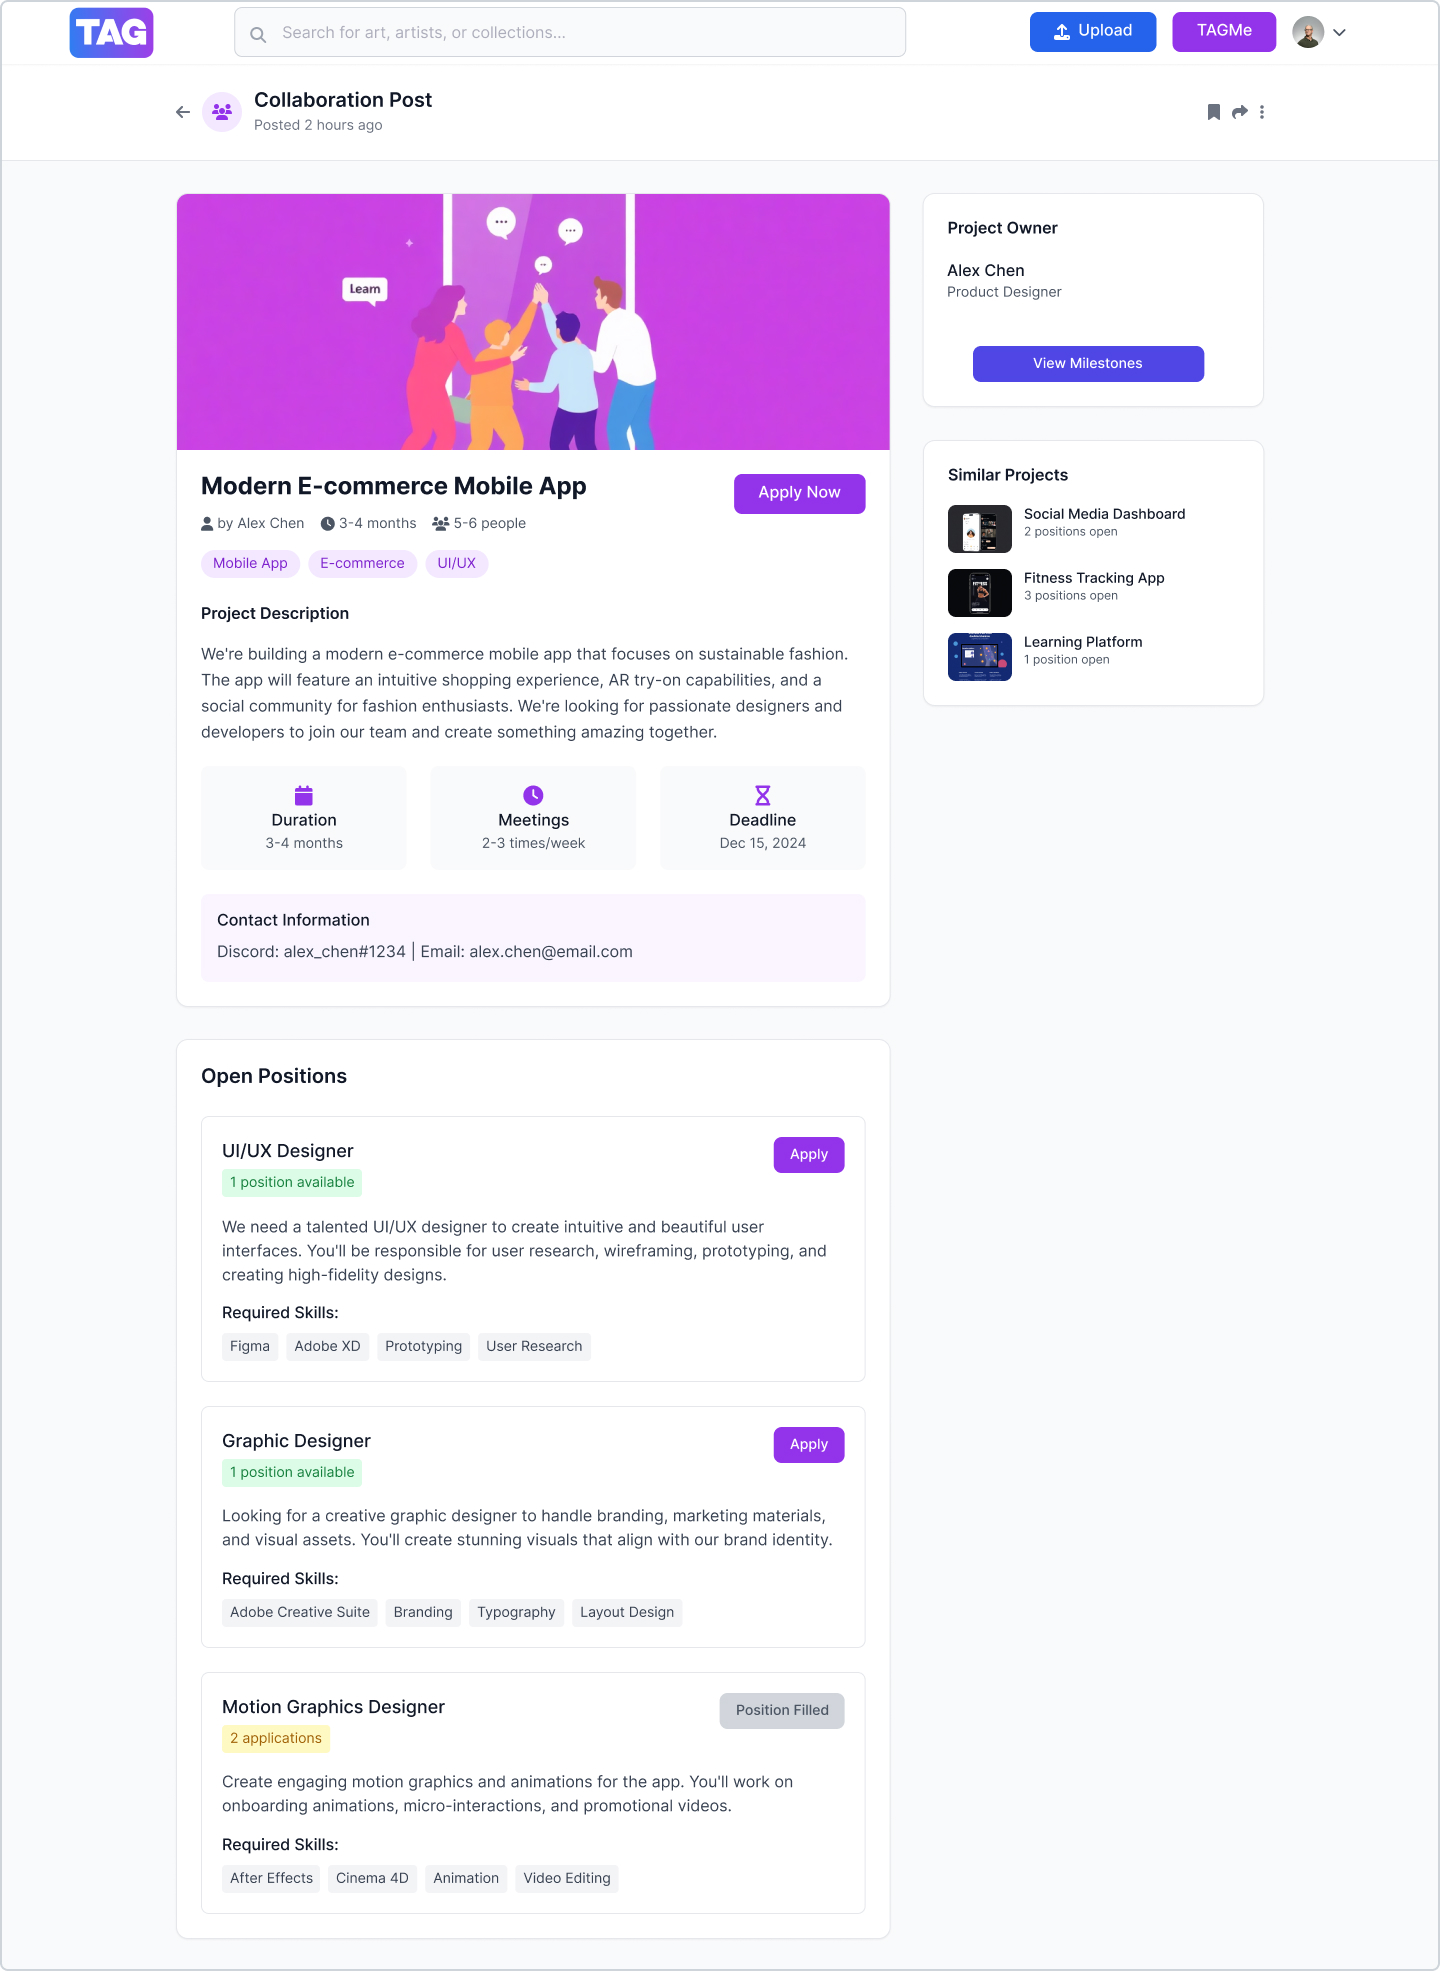 TAG
Search for art, artists, or collections...
Upload
TAGMe
Collaboration Post
Posted 2 hours ago
Learn
Modern E-commerce Mobile App
Apply Now
by Alex Chen 3-4 months 5-6 people
Mobile App E-commerce UI/UX
Project Description
We're building a modern e-commerce mobile app that focuses on sustainable fashion.
The app will feature an intuitive shopping experience, AR try-on capabilities, and a
social community for fashion enthusiasts. We're looking for passionate designers and
developers to join our team and create something amazing together.
Duration
3-4 months
Meetings
2-3 times/week
Deadline
Dec 15, 2024
Contact Information
Discord: alex_chen#1234 | Email: alex.chen@email.com
Open Positions
UI/UX Designer
Apply
1 position available
We need a talented UI/UX designer to create intuitive and beautiful user
interfaces. You'll be responsible for user research, wireframing, prototyping, and
creating high-fidelity designs.
Required Skills:
Figma Adobe XD Prototyping User Research
Graphic Designer
Apply
1 position available
Looking for a creative graphic designer to handle branding, marketing materials,
and visual assets. You'll create stunning visuals that align with our brand identity.
Required Skills:
Adobe Creative Suite Branding Typography Layout Design
Motion Graphics Designer
Position Filled
2 applications
Create engaging motion graphics and animations for the app. You'll work on
onboarding animations, micro-interactions, and promotional videos.
Required Skills:
After Effects Cinema 4D Animation Video Editing
Project Owner
Alex Chen
Product Designer
View Milestones
Similar Projects
Social Media Dashboard
2 positions open
Fitness Tracking App
3 positions open
Learning Platform
1 position open